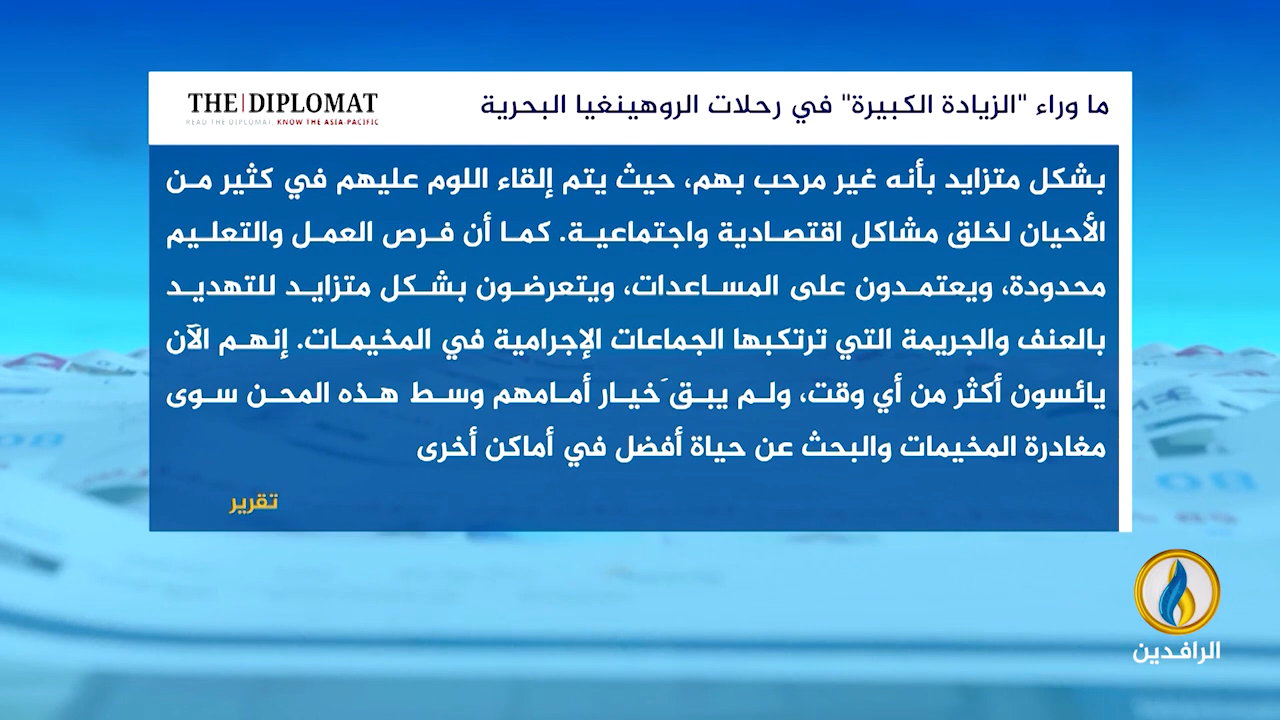 ما وراء "الزيادة الكبيرة" في رحلات الروهينغيا البحرية
THE|DIPLOMAT
READ THE DIPLOMAT, KNOW THE ASIA-PACIFIC
بشكل متزايد بأنه غير مرحب بهم، حيث يتم إلقاء اللوم عليهم في كثير من
الأحيان لخلق مشاكل اقتصادية واجتماعية. كما أن فرص العمل والتعليم
محدودة، ويعتمدون على المساعدات، ويتعرضون بشكل متزايد للتهديد
بالعنف والجريمة التي ترتكبها الجماعات الإجرامية في المخيمات. إنهم الآن
يائسون أكثر من أي وقت، ولم يبقَ خيار أمامهم وسط هذه المحن سوى
مغادرة المخيمات والبحث عن حياة أفضل في أماكن أخرى
تقرير
الرافدين